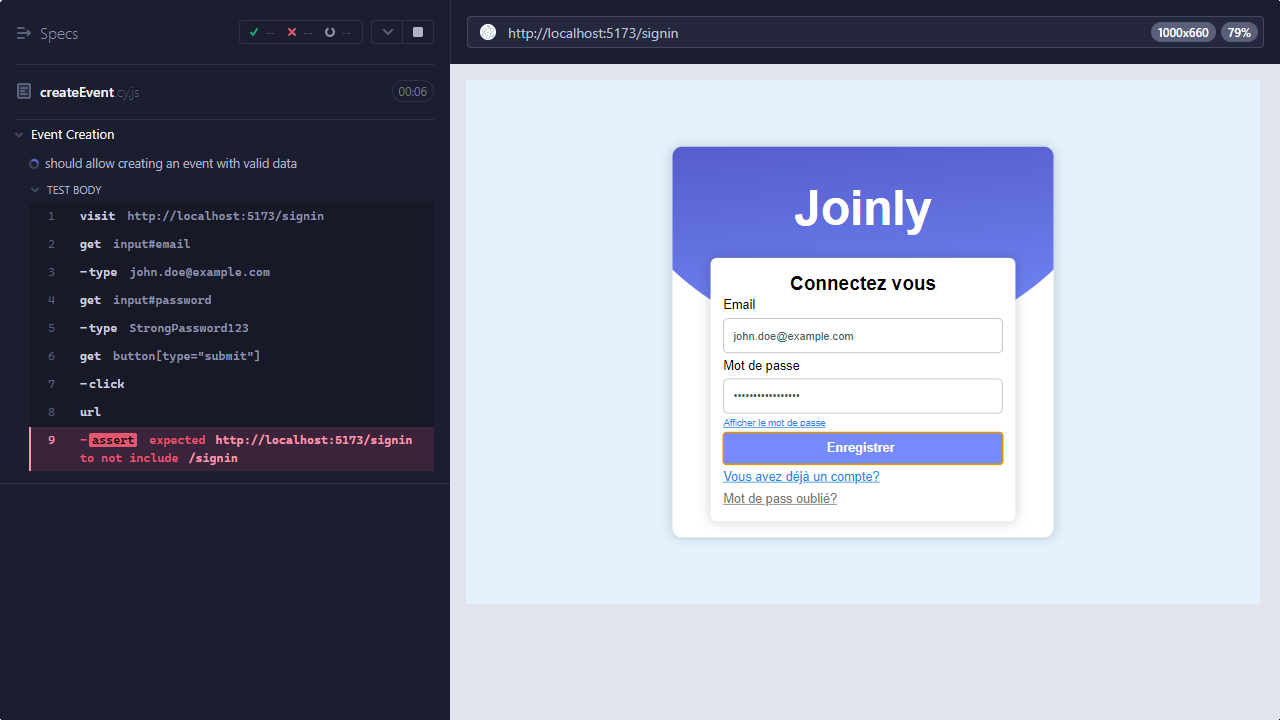 Specs
-- -- --
createEvent.cy.js
00:06
Event Creation
should allow creating an event with valid data
TEST BODY
1 visit http://localhost:5173/signin
2 get input#email
3 -type john.doe@example.com
4 get input#password
5 -type StrongPassword123
6 get button[type="submit"]
7 -click
8 url
9 -assert expected http://localhost:5173/signin
to not include /signin
http://localhost:5173/signin
1000x660
79%
Joinly
Connectez vous
Email
john.doe@example.com
Mot de passe
•••••••••••••••••
Afficher le mot de passe
Enregistrer
Vous avez déjà un compte?
Mot de pass oublié?